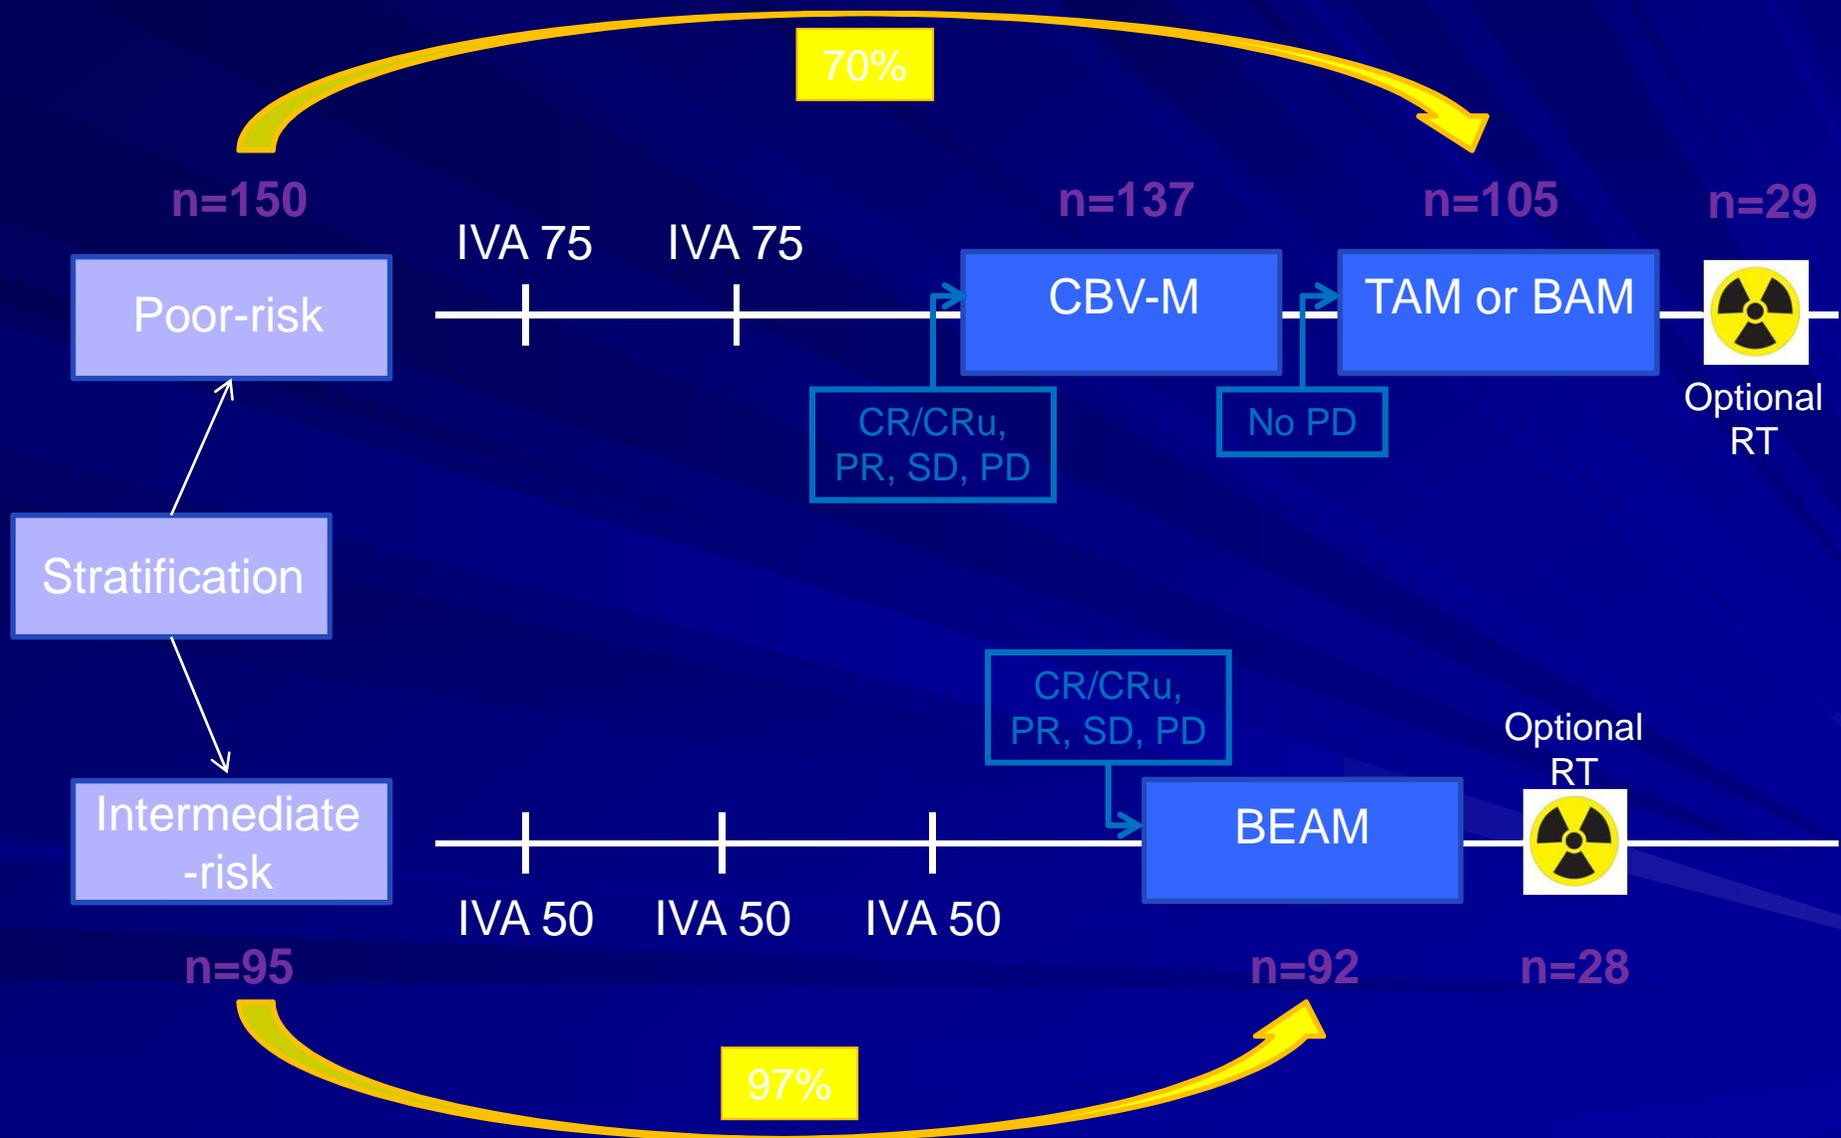 70%
n=150
n=137
n=105
n=29
IVA 75
IVA 75
Poor-risk
CBV-M
TAM or BAM
CR/CRu,
PR, SD, PD
No PD
Optional
RT
Stratification
CR/CRu,
PR, SD, PD
Optional
RT
Intermediate
-risk
BEAM
IVA 50
IVA 50
IVA 50
n=95
n=92
n=28
97%